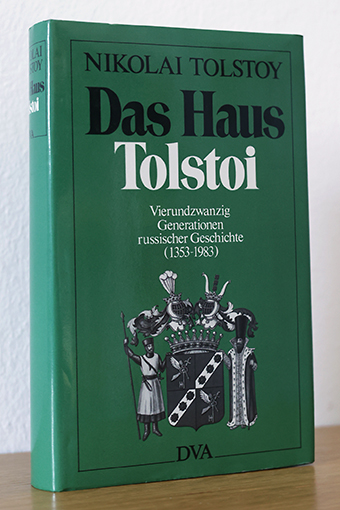 NIKOLAI TOLSTOY
Das Haus
Tolstoi
Vierundzwanzig
Generationen
russischer Geschichte
(1353-1983)
DVA